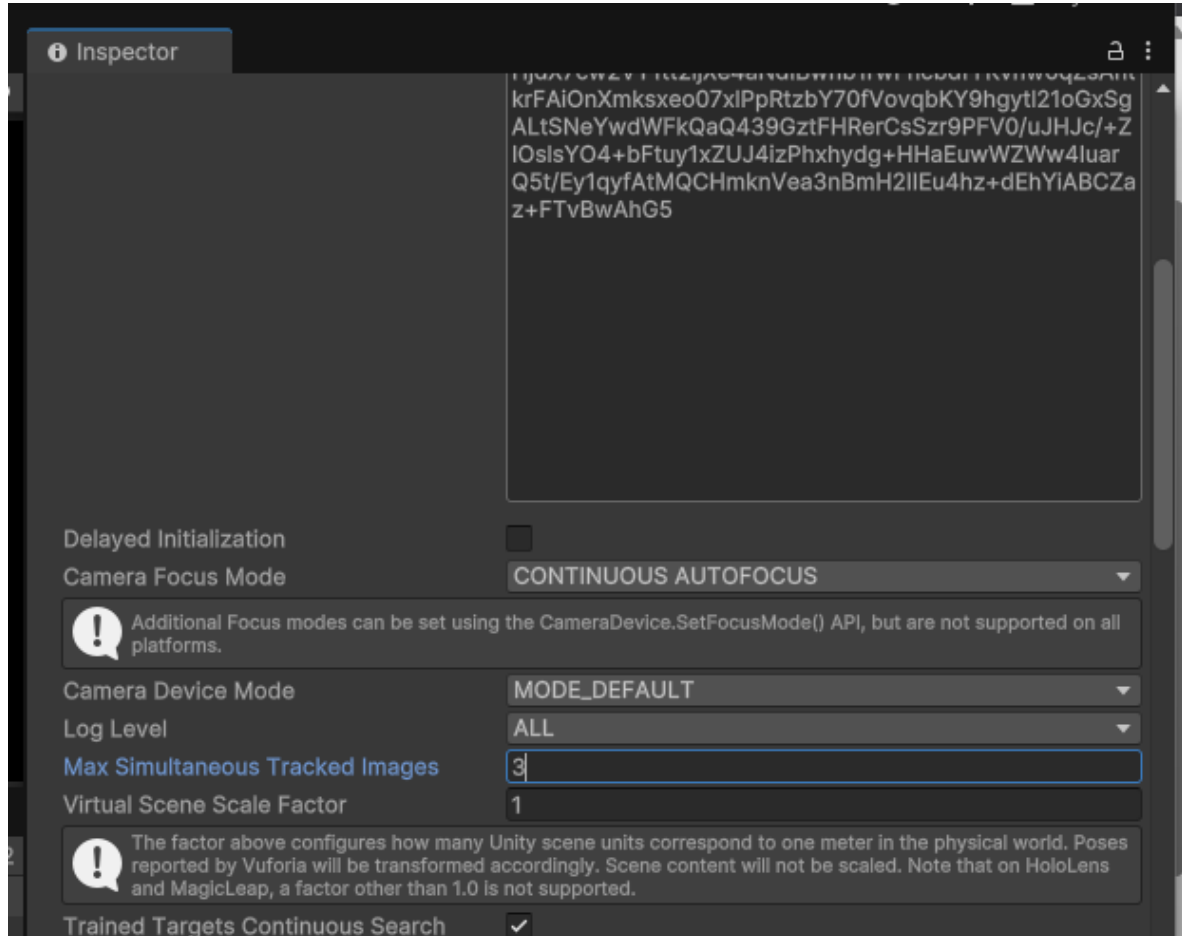 Inspector
krFAiOnXmksxeo07xlPpRtzbY70fVovqbKY9hgytl21oGxSg
ALtSNeYwdWFkQaQ439GztFHRerCsSzr9PFV0/uJHJc/+Z
lOslsYO4+bFtuy1xZUJ4izPhxhydg+HHaEuwWZWw4luar
Q5t/Ey1qyfAtMQCHmknVea3nBmH2IlEu4hz+dEhYiABCZa
z+FTvBwAhG5
Delayed Initialization
Camera Focus Mode CONTINUOUS AUTOFOCUS
Additional Focus modes can be set using the CameraDevice.SetFocusMode() API, but are not supported on all
platforms.
Camera Device Mode MODE_DEFAULT
Log Level ALL
Max Simultaneous Tracked Images 3
Virtual Scene Scale Factor 1
The factor above configures how many Unity scene units correspond to one meter in the physical world. Poses
reported by Vuforia will be transformed accordingly. Scene content will not be scaled. Note that on HoloLens
and MagicLeap, a factor other than 1.0 is not supported.
Trained Targets Continuous Search